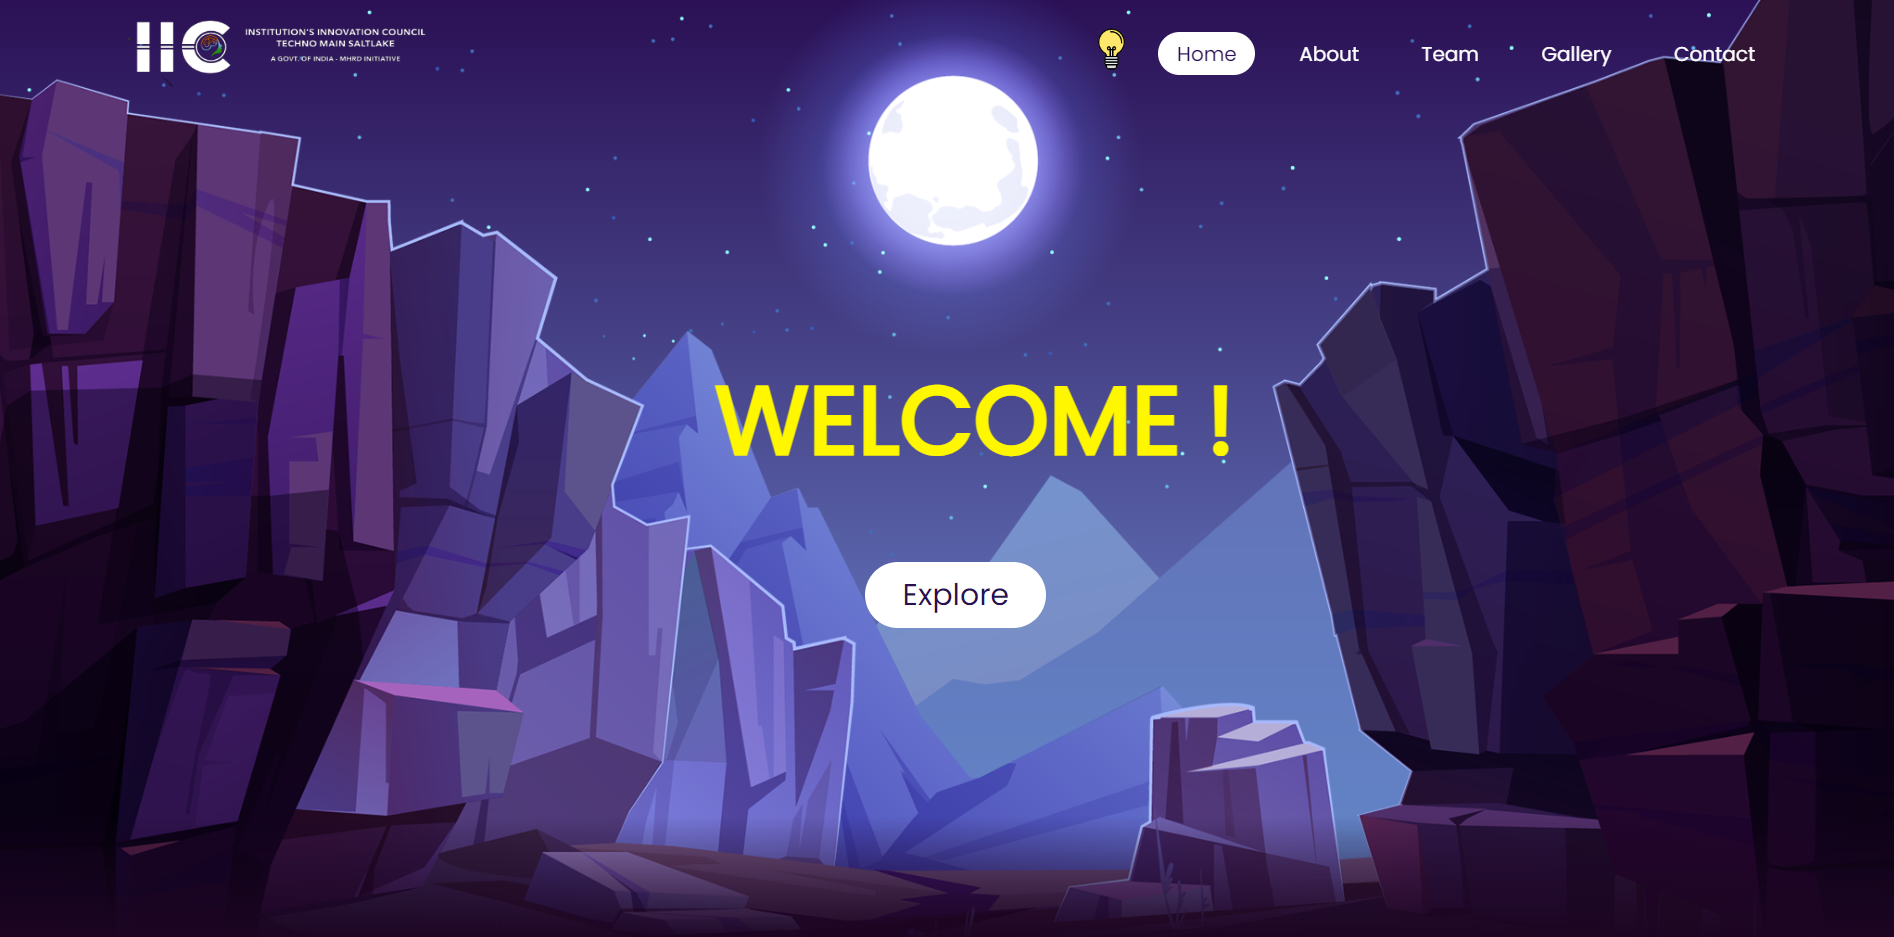 IIC
INSTITUTION'S INNOVATION COUNCIL
TECHNO MAIN SALTLAKE
A GOVT. OF INDIA - MHRD INITIATIVE
Home About Team Gallery Contact
WELCOME !
Explore